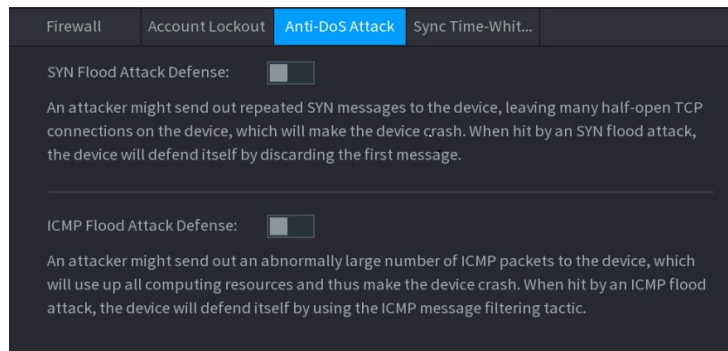 Firewall Account Lockout Anti-DoS Attack Sync Time-Whit...
SYN Flood Attack Defense:
An attacker might send out repeated SYN messages to the device, leaving many half-open TCP
connections on the device, which will make the device crash. When hit by an SYN flood attack,
the device will defend itself by discarding the first message.
ICMP Flood Attack Defense:
An attacker might send out an abnormally large number of ICMP packets to the device, which
will use up all computing resources and thus make the device crash. When hit by an ICMP flood
attack, the device will defend itself by using the ICMP message filtering tactic.